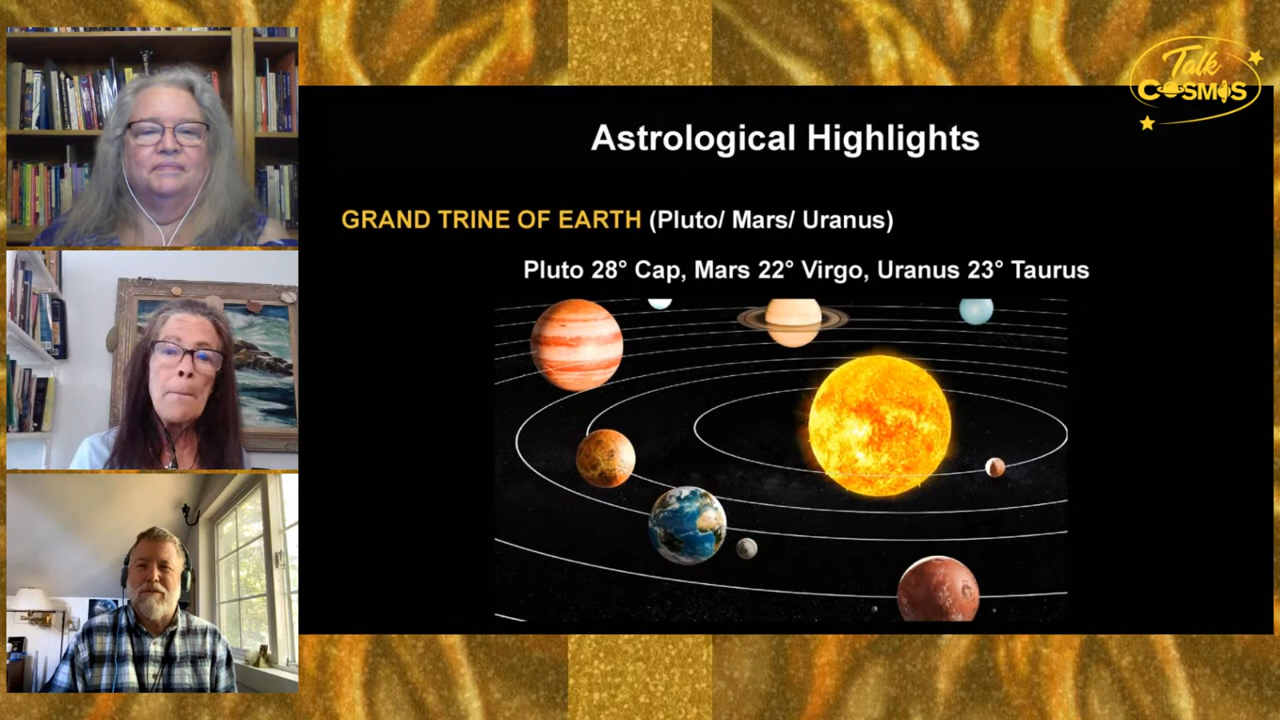 Talk
COSMOS
Astrological Highlights
GRAND TRINE OF EARTH (Pluto/ Mars/ Uranus)
Pluto 28° Cap, Mars 22° Virgo, Uranus 23° Taurus